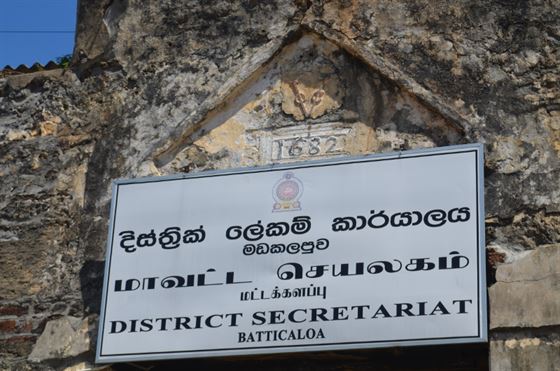 1682
දිස්ත්‍රික් ලේකම් කාර්යාලය
මඩකලපුව
மாவட்ட செயலகம்
மட்டக்களப்பு
DISTRICT SECRETARIAT
BATTICALOA